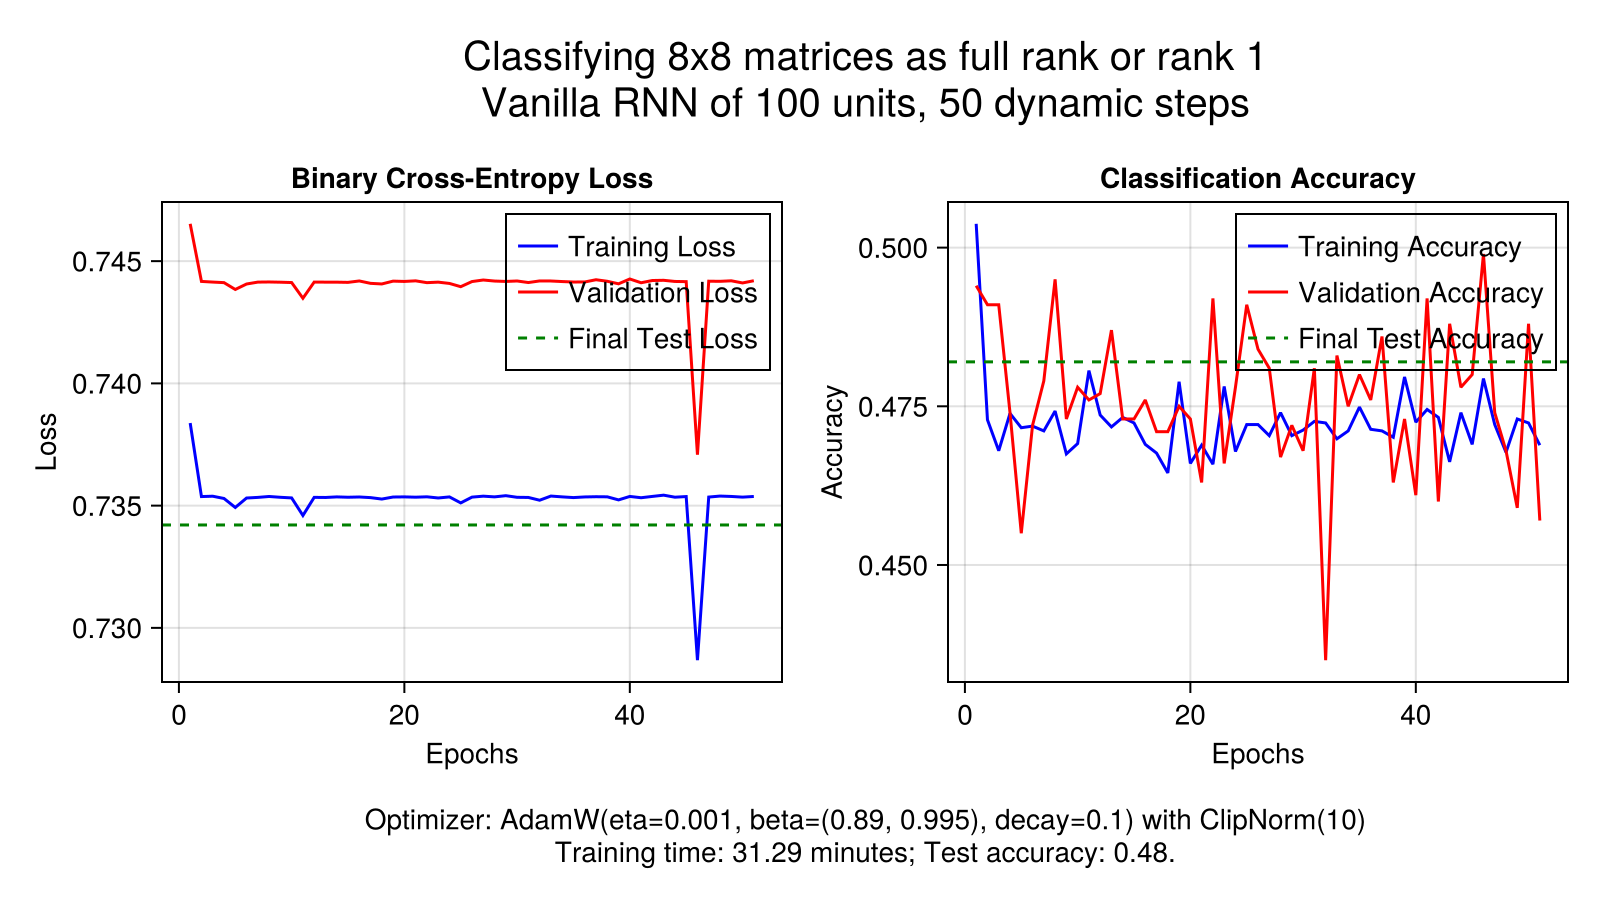 Classifying 8x8 matrices as full rank or rank 1
Vanilla RNN of 100 units, 50 dynamic steps
Binary Cross-Entropy Loss
Training Loss
Validation Loss
Final Test Loss
0.745
0.740
0.735
0.730
Loss
0 20 40
Epochs
Classification Accuracy
Training Accuracy
Validation Accuracy
Final Test Accuracy
0.500
0.475
0.450
Accuracy
0 20 40
Epochs
Optimizer: AdamW(eta=0.001, beta=(0.89, 0.995), decay=0.1) with ClipNorm(10)
Training time: 31.29 minutes; Test accuracy: 0.48.